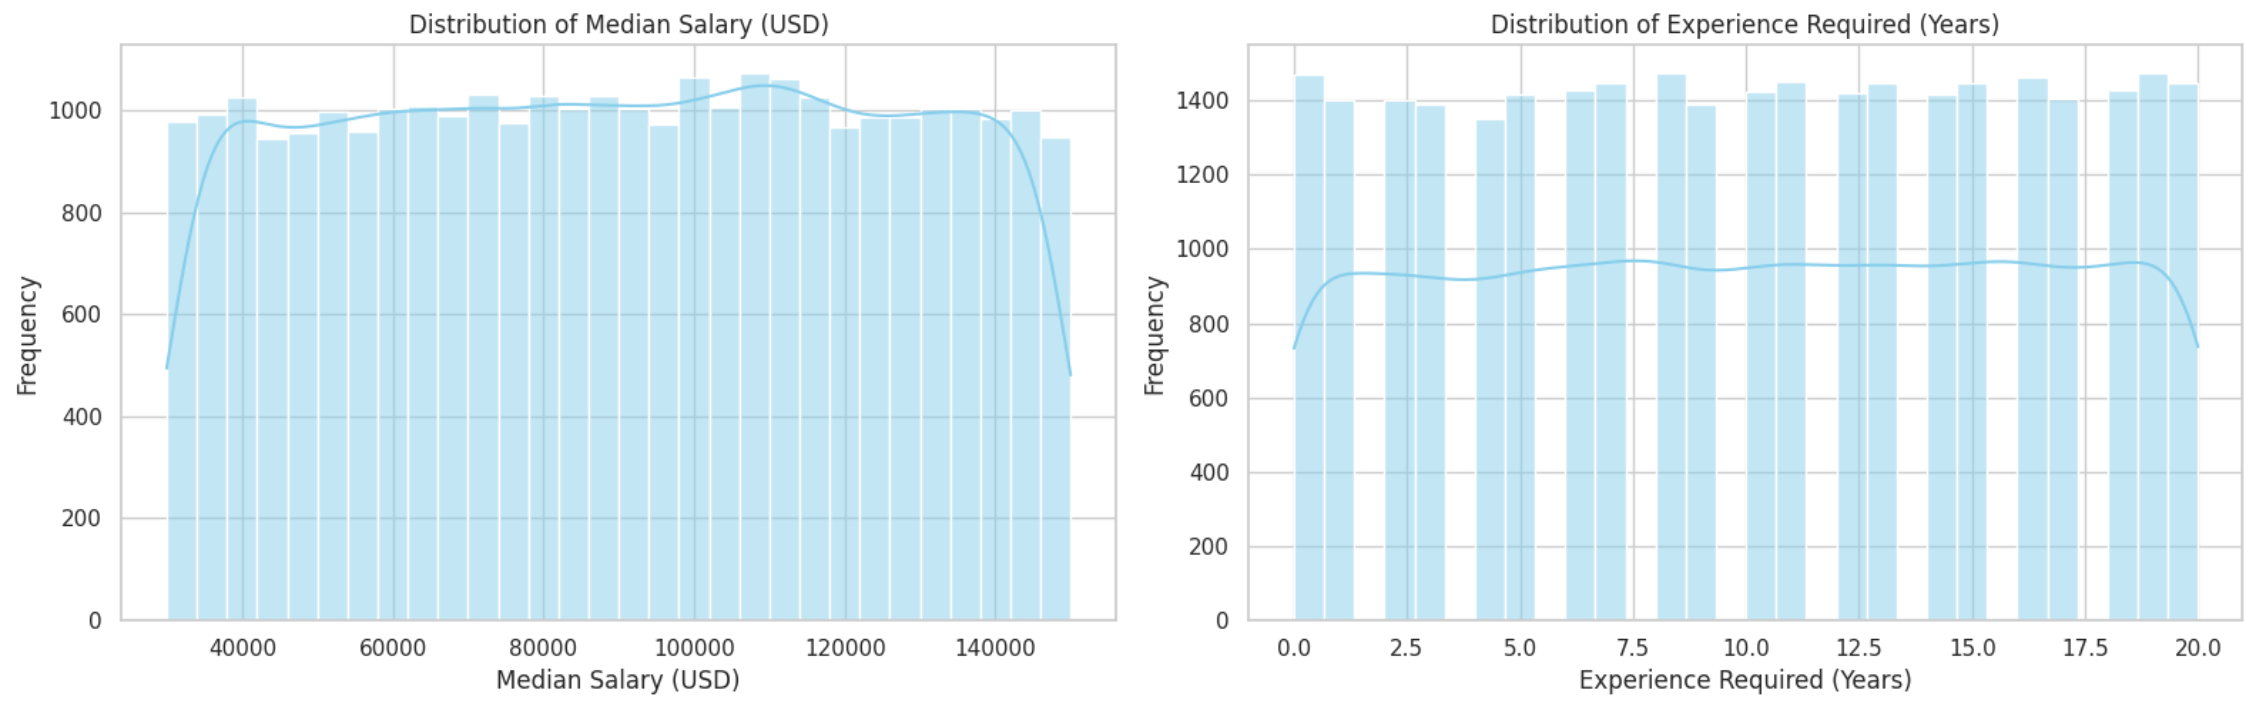 Distribution of Median Salary (USD)
1000
800
600
400
200
0
Frequency
40000 60000 80000 100000 120000 140000
Median Salary (USD)
Distribution of Experience Required (Years)
1400
1200
1000
800
600
400
200
0
Frequency
0.0 2.5 5.0 7.5 10.0 12.5 15.0 17.5 20.0
Experience Required (Years)